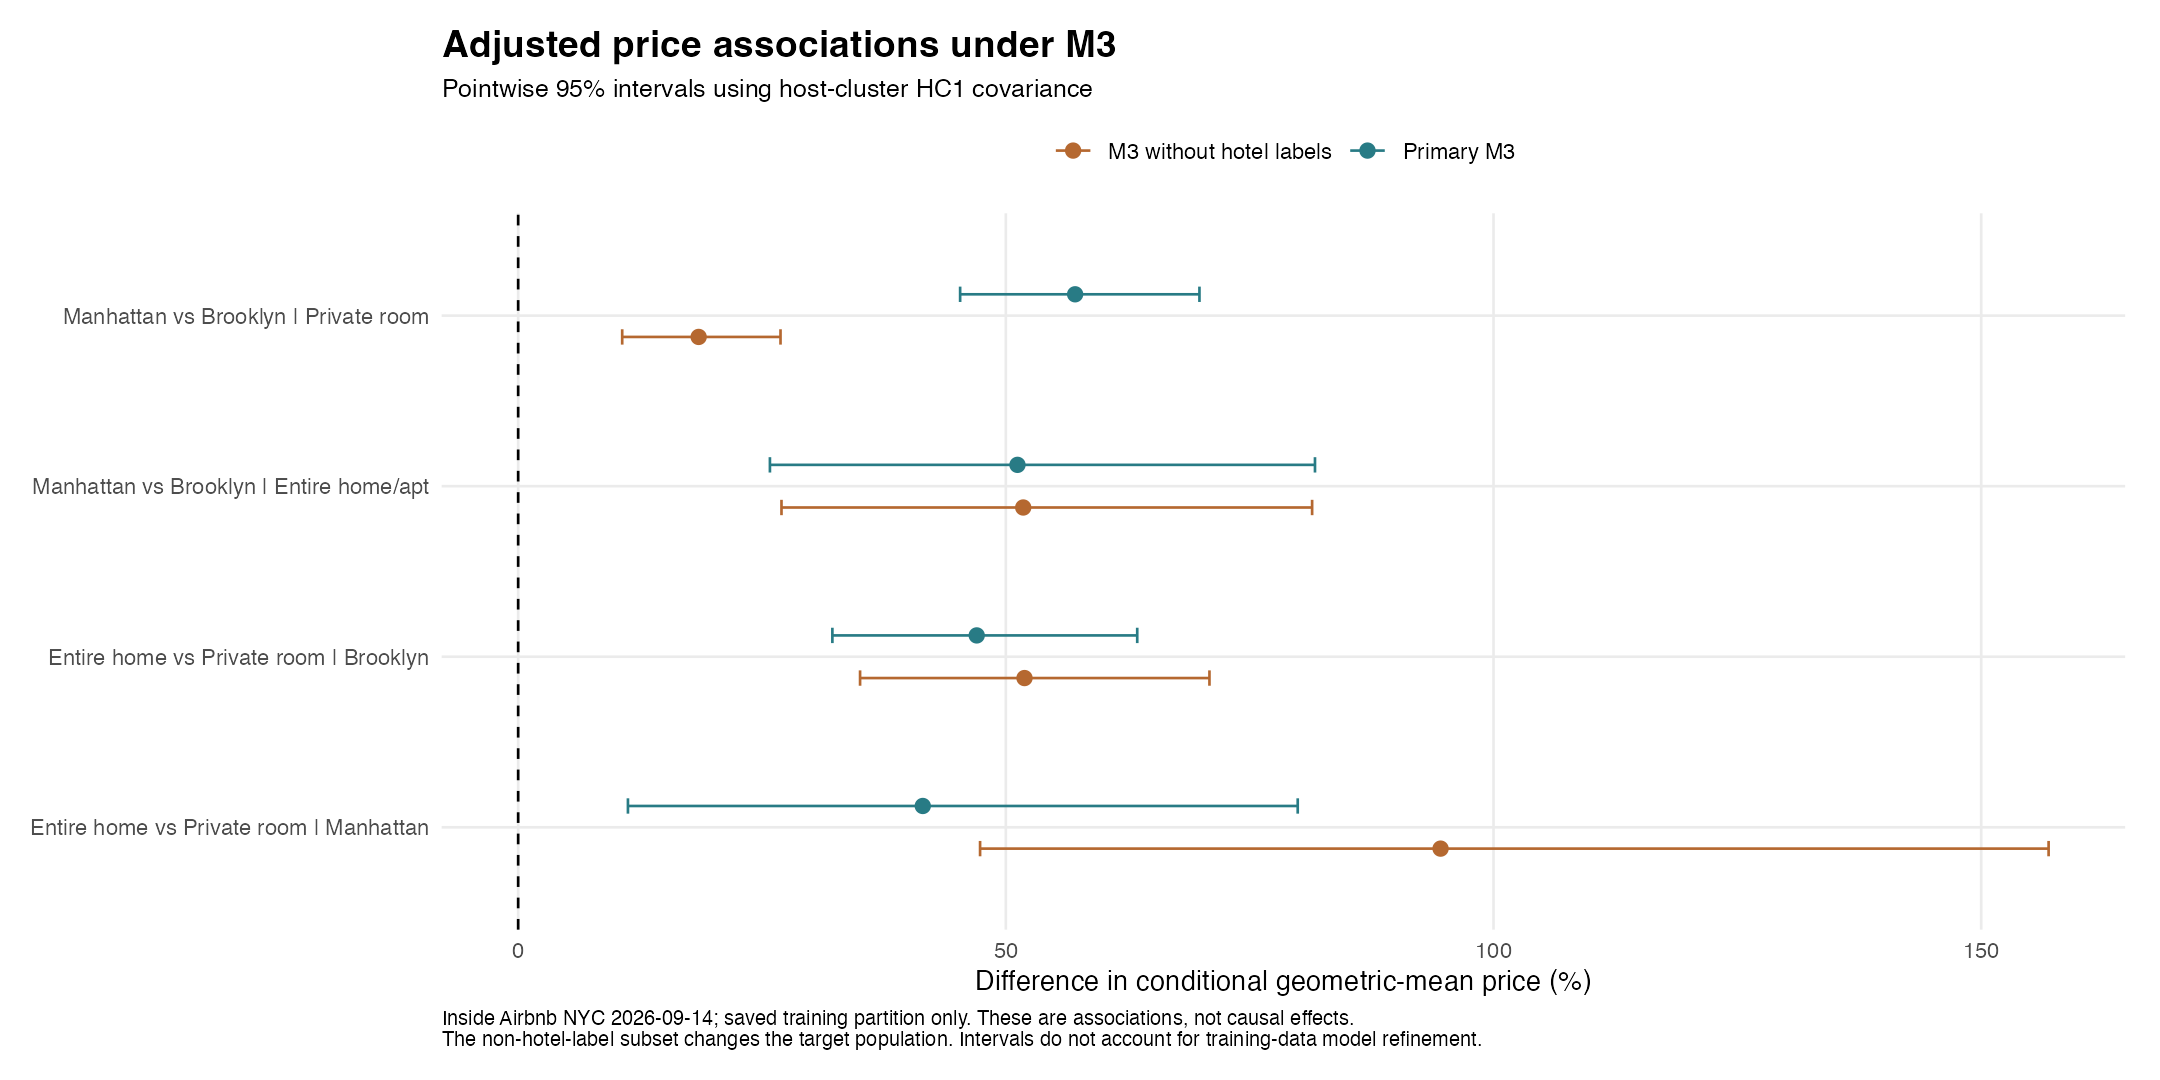 Adjusted price associations under M3
Pointwise 95% intervals using host-cluster HC1 covariance
M3 without hotel labels
Primary M3
Manhattan vs Brooklyn | Private room
Manhattan vs Brooklyn | Entire home/apt
Entire home vs Private room | Brooklyn
Entire home vs Private room | Manhattan
0 50 100 150
Difference in conditional geometric-mean price (%)
Inside Airbnb NYC 2026-09-14; saved training partition only. These are associations, not causal effects.
The non-hotel-label subset changes the target population. Intervals do not account for training-data model refinement.